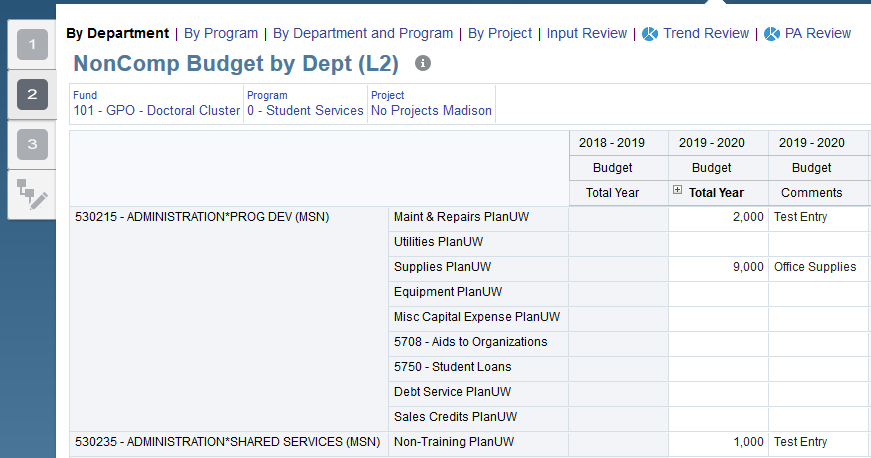 By Department | By Program | By Department and Program | By Project | Input Review | Trend Review | PA Review
1
NonComp Budget by Dept (L2)
2
Fund Program Project
101 - GPO - Doctoral Cluster 0 - Student Services No Projects Madison
3
2018 - 2019 2019 - 2020 2019 - 2020
Budget Budget Budget
Total Year Total Year Comments
530215 - ADMINISTRATION*PROG DEV (MSN) Maint & Repairs PlanUW 2,000 Test Entry
Utilities PlanUW
Supplies PlanUW 9,000 Office Supplies
Equipment PlanUW
Misc Capital Expense PlanUW
5708 - Aids to Organizations
5750 - Student Loans
Debt Service PlanUW
Sales Credits PlanUW
530235 - ADMINISTRATION*SHARED SERVICES (MSN) Non-Training PlanUW 1,000 Test Entry